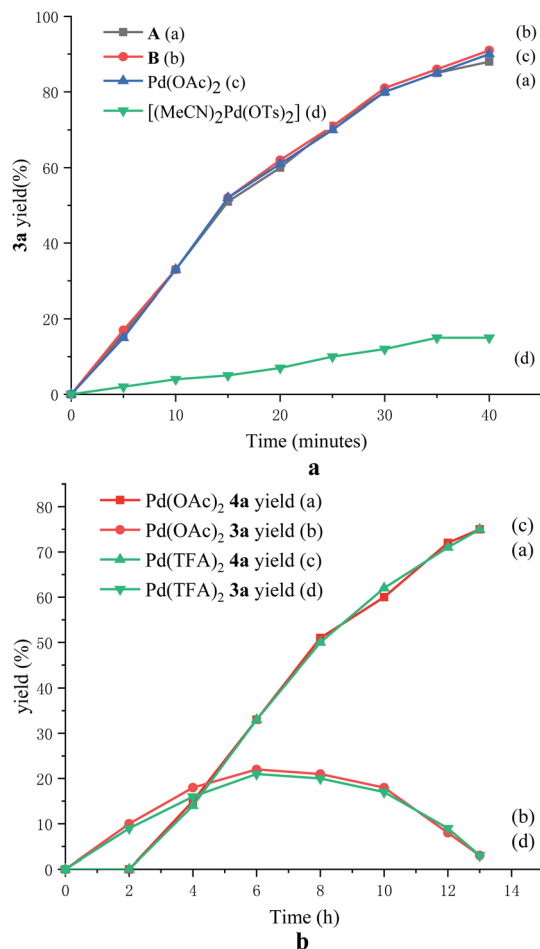 A (a)
B (b)
Pd(OAc)2 (c)
[(MeCN)2Pd(OTs)2] (d)
(b)
(c)
(a)
(d)
3a yield(%)
100
80
60
40
20
0
0 10 20 30 40
Time (minutes)
a
Pd(OAc)2 4a yield (a)
Pd(OAc)2 3a yield (b)
Pd(TFA)2 4a yield (c)
Pd(TFA)2 3a yield (d)
(c)
(a)
(b)
(d)
yield (%)
80
70
60
50
40
30
20
10
0
0 2 4 6 8 10 12 14
Time (h)
b